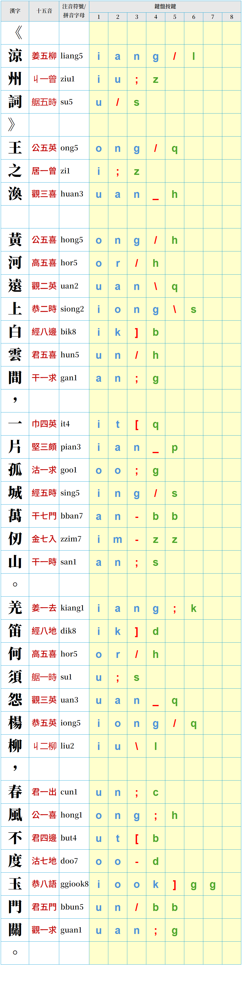 漢字 十五音 注音符號/拼音字母 鍵盤按鍵
1 2 3 4 5 6 7 8
《
涼 姜五柳 liang5 i a n g / l
州 ㄐ一曾 ziu1 i u ; z
詞 艍五時 su5 u / s
》
王 公五英 ong5 o n g / q
之 居一曾 zi1 i ; z
渙 觀三喜 huan3 u a n _ h
黃 公五喜 hong5 o n g / h
河 高五喜 hor5 o r / h
遠 觀二英 uan2 u a n \ q
上 恭二時 siong2 i o n g \ s
白 經八邊 bik8 i k ] b
雲 君五喜 hun5 u n / h
間 干一求 gan1 a n ; g
，
一 巾四英 it4 i t [ q
片 堅三頗 pian3 i a n _ p
孤 沽一求 goo1 o o ; g
城 經五時 sing5 i n g / s
萬 干七門 bban7 a n - b b
仞 金七入 zzim7 i m - z z
山 干一時 san1 a n ; s
。
羌 姜一去 kiang1 i a n g ; k
笛 經八地 dik8 i k ] d
何 高五喜 hor5 o r / h
須 艍一時 su1 u ; s
怨 觀三英 uan3 u a n _ q
楊 恭五英 iong5 i o n g / q
柳 ㄐ二柳 liu2 i u \ l
，
春 君一出 cun1 u n ; c
風 公一喜 hong1 o n g ; h
不 君四邊 but4 u t [ b
度 沽七地 doo7 o o - d
玉 恭八語 ggiook8 i o o k ] g g
門 君五門 bbun5 u n / b b
關 觀一求 guan1 u a n ; g
。